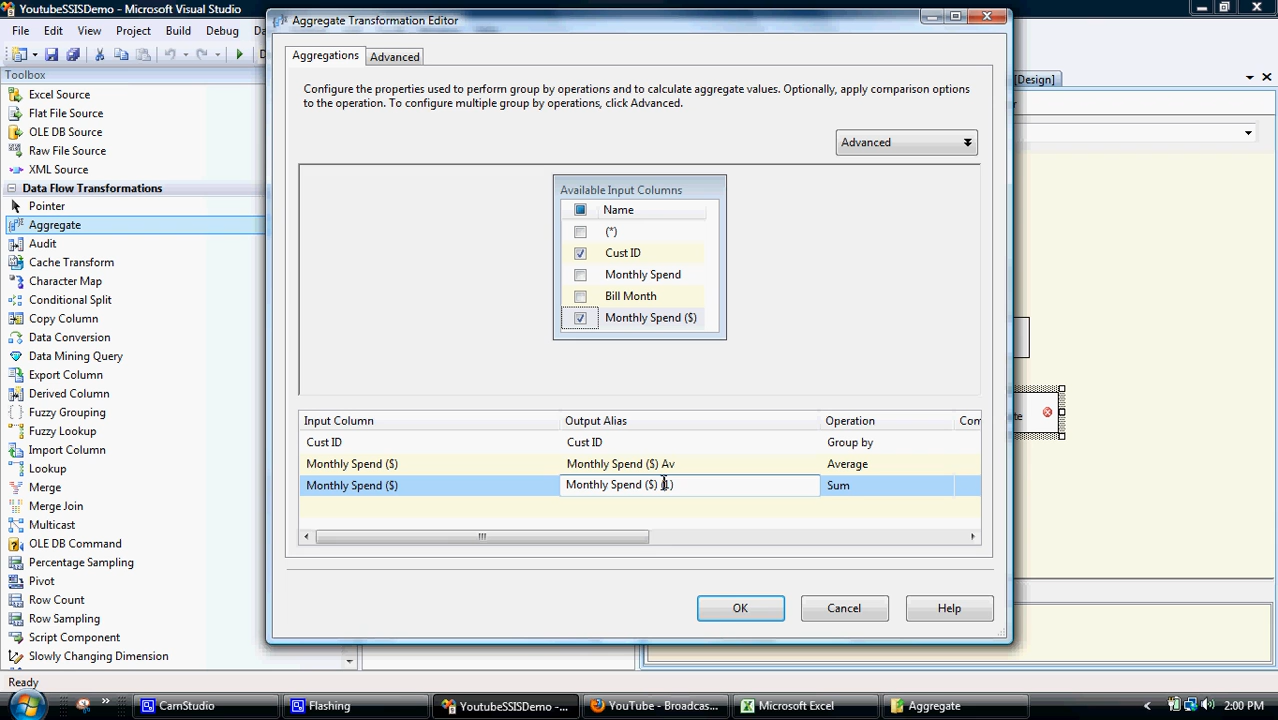 YoutubeSSISDemo - Microsoft Visual Studio
File Edit View Project Build Debug
Toolbox
Excel Source
Flat File Source
OLE DB Source
Raw File Source
XML Source
Data Flow Transformations
Pointer
Aggregate
Audit
Cache Transform
Character Map
Conditional Split
Copy Column
Data Conversion
Data Mining Query
Export Column
Derived Column
Fuzzy Grouping
Fuzzy Lookup
Import Column
Lookup
Merge
Merge Join
Multicast
OLE DB Command
Percentage Sampling
Pivot
Row Count
Row Sampling
Script Component
Slowly Changing Dimension
Aggregate Transformation Editor
Aggregations Advanced
Configure the properties used to perform group by operations and to calculate aggregate values. Optionally, apply comparison options
to the operation. To configure multiple group by operations, click Advanced.
Advanced
Available Input Columns
Name
(*)
Cust ID
Monthly Spend
Bill Month
Monthly Spend ($)
Input Column Output Alias Operation Com
Cust ID Cust ID Group by
Monthly Spend ($) Monthly Spend ($) Av Average
Monthly Spend ($) Monthly Spend ($) Sum
OK Cancel Help
[Design]
te
Ready
CamStudio Flashing YoutubeSSISDemo -... YouTube - Broadcas... Microsoft Excel Aggregate 2:00 PM